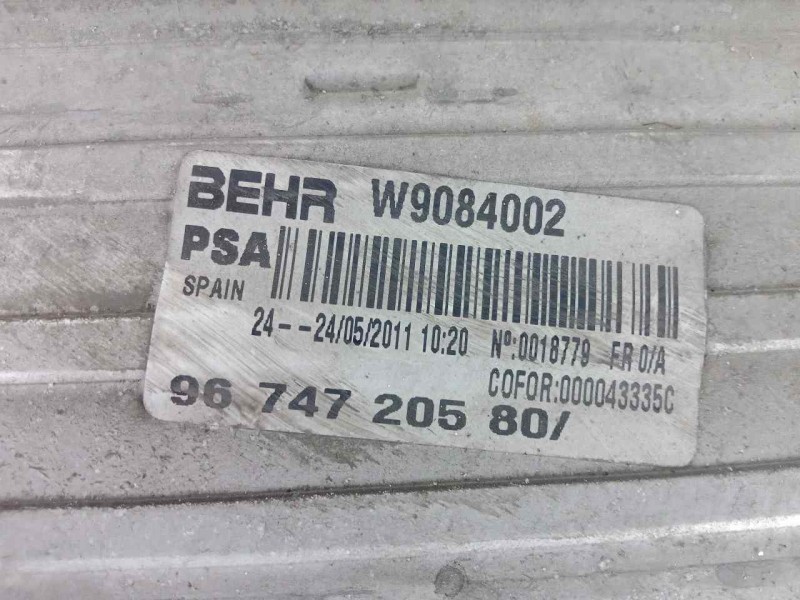 BEHR W9084002
PSA
SPAIN
24--24/05/2011 10:20 Nº:0018779 FR 0/A
COFOR:000043335C
96 747 205 80/